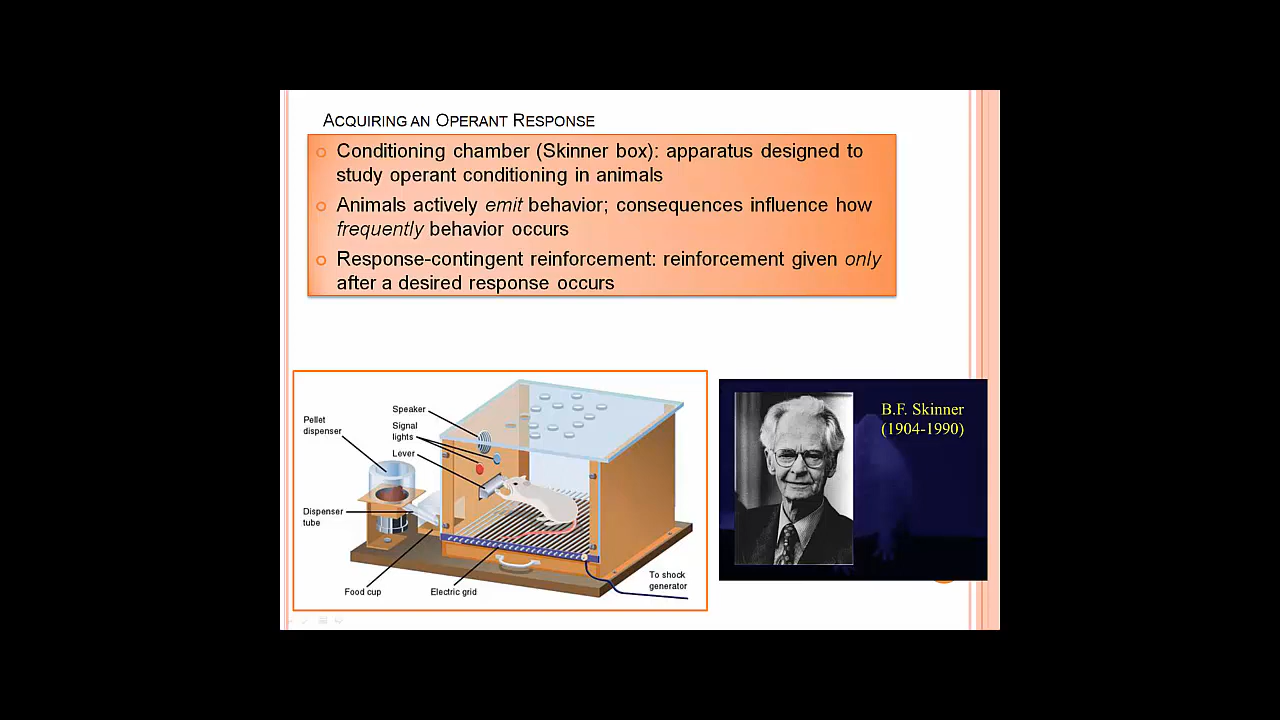 ACQUIRING AN OPERANT RESPONSE
Conditioning chamber (Skinner box): apparatus designed to
study operant conditioning in animals
Animals actively emit behavior; consequences influence how
frequently behavior occurs
Response-contingent reinforcement: reinforcement given only
after a desired response occurs
Speaker
Pellet
dispenser
Signal
lights
Lever
Dispenser
tube
Food cup
Electric grid
To shock
generator
B.F. Skinner
(1904-1990)